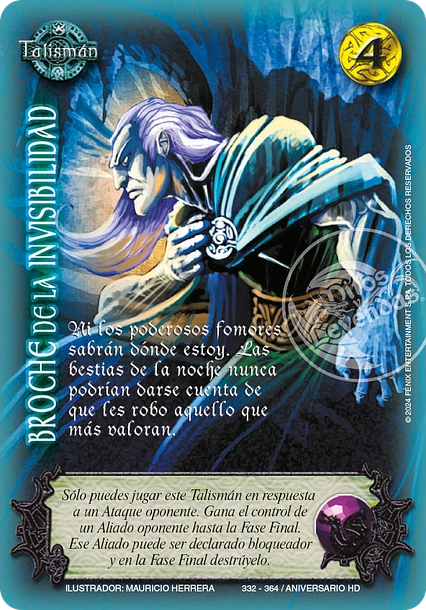 Talismán
4
BROCHE DE LA INVISIBILIDAD
Ni los poderosos fomores
sabrán dónde estoy. Las
bestias de la noche nunca
podrían darse cuenta de
que les robo aquello que
más valoran.
Mitos
Leyendas
© 2024 FÉNIX ENTERTAINMENT S.P.A. TODOS LOS DERECHOS RESERVADOS
Sólo puedes jugar este Talismán en respuesta
a un Ataque oponente. Gana el control de
un Aliado oponente hasta la Fase Final.
Ese Aliado puede ser declarado bloqueador
y en la Fase Final destrúyelo.
ILUSTRADOR: MAURICIO HERRERA
332 - 364 / ANIVERSARIO HD